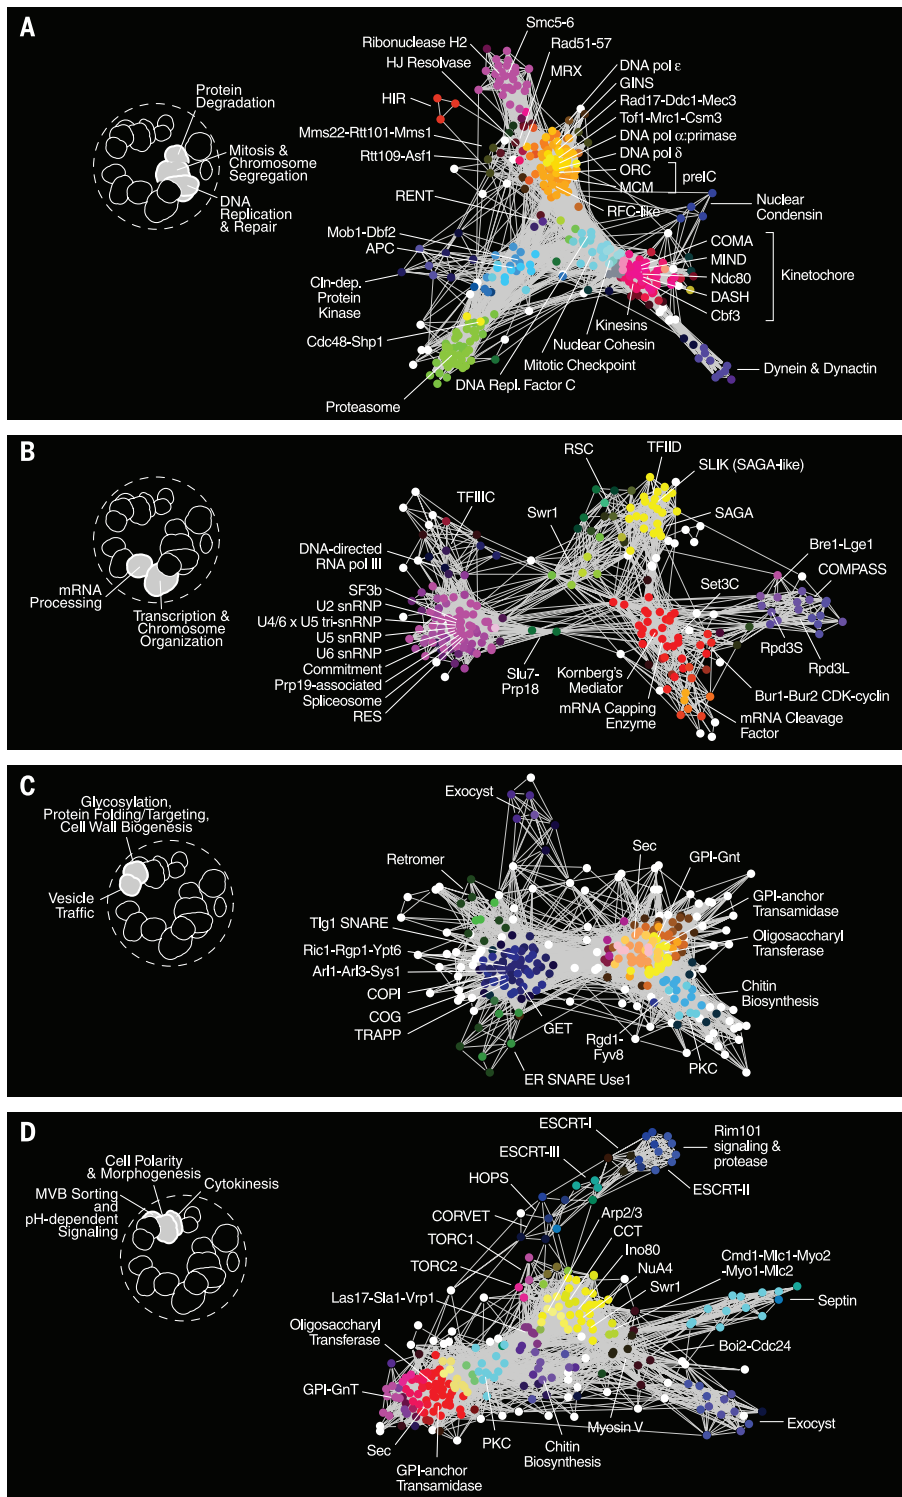 A
Protein
Degradation
Mitosis &
Chromosome
Segregation
DNA
Replication
& Repair
Smc5-6
Ribonuclease H2
Rad51-57
HJ Resolvase
MRX
DNA pol ε
HIR
GINS
Rad17-Ddc1-Mec3
Tof1-Mrc1-Csm3
Mms22-Rtt101-Mms1
DNA pol α:primase
Rtt109-Asf1
DNA pol δ
ORC
preIC
MCM
RENT
RFC-like
Nuclear
Condensin
Mob1-Dbf2
APC
COMA
MIND
Kinetochore
Ndc80
DASH
Cbf3
Cln-dep.
Protein
Kinase
Kinesins
Cdc48-Shp1
Nuclear Cohesin
Mitotic Checkpoint
Dynein & Dynactin
DNA Repl. Factor C
Proteasome
B
mRNA
Processing
Transcription &
Chromosome
Organization
RSC
TFIID
SLIK (SAGA-like)
TFIIIC
Swr1
SAGA
DNA-directed
RNA pol III
Bre1-Lge1
COMPASS
SF3b
U2 snRNP
U4/6 x U5 tri-snRNP
U5 snRNP
U6 snRNP
Commitment
Prp19-associated
Spliceosome
RES
Set3C
Slu7-
Prp18
Kornberg's
Mediator
mRNA Capping
Enzyme
Rpd3S
Rpd3L
Bur1-Bur2 CDK-cyclin
mRNA Cleavage
Factor
C
Glycosylation,
Protein Folding/Targeting,
Cell Wall Biogenesis
Vesicle
Traffic
Exocyst
Retromer
Sec
GPI-Gnt
GPI-anchor
Transamidase
Tlg1 SNARE
Oligosaccharyl
Transferase
Ric1-Rgp1-Ypt6
Arl1-Arl3-Sys1
COPI
Chitin
Biosynthesis
COG
TRAPP
GET
Rgd1-
Fyv8
PKC
ER SNARE Use1
D
Cell Polarity
& Morphogenesis
Cytokinesis
MVB Sorting
and
pH-dependent
Signaling
ESCRT-I
Rim101
signaling &
protease
ESCRT-III
HOPS
ESCRT-II
CORVET
Arp2/3
CCT
TORC1
Ino80
NuA4
TORC2
Swr1
Cmd1-Mlc1-Myo2
-Myo1-Mlc2
Las17-Sla1-Vrp1
Septin
Oligosaccharyl
Transferase
Boi2-Cdc24
GPI-GnT
Myosin V
Exocyst
Sec
PKC
Chitin
Biosynthesis
GPI-anchor
Transamidase